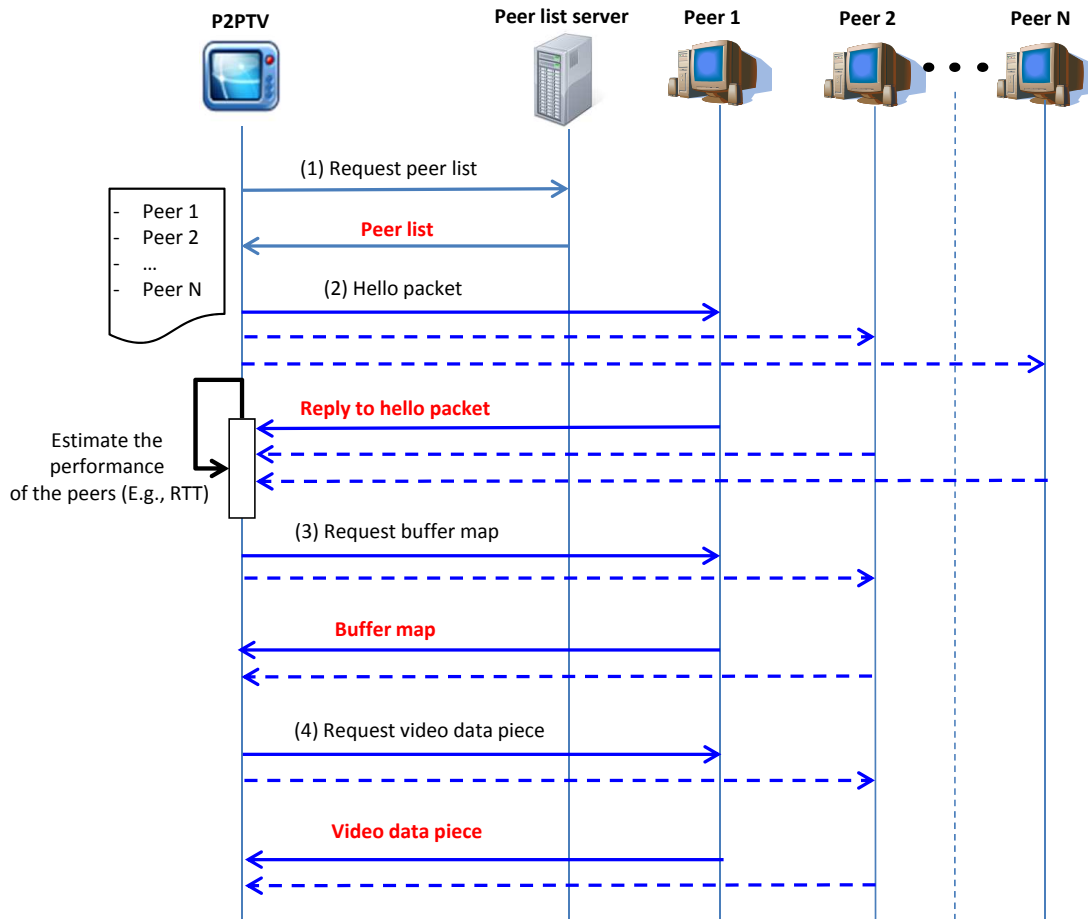 P2PTV
Peer list server
Peer 1
Peer 2
Peer N
(1) Request peer list
- Peer 1
- Peer 2
- ...
- Peer N
Peer list
(2) Hello packet
Reply to hello packet
Estimate the
performance
of the peers (E.g., RTT)
(3) Request buffer map
Buffer map
(4) Request video data piece
Video data piece